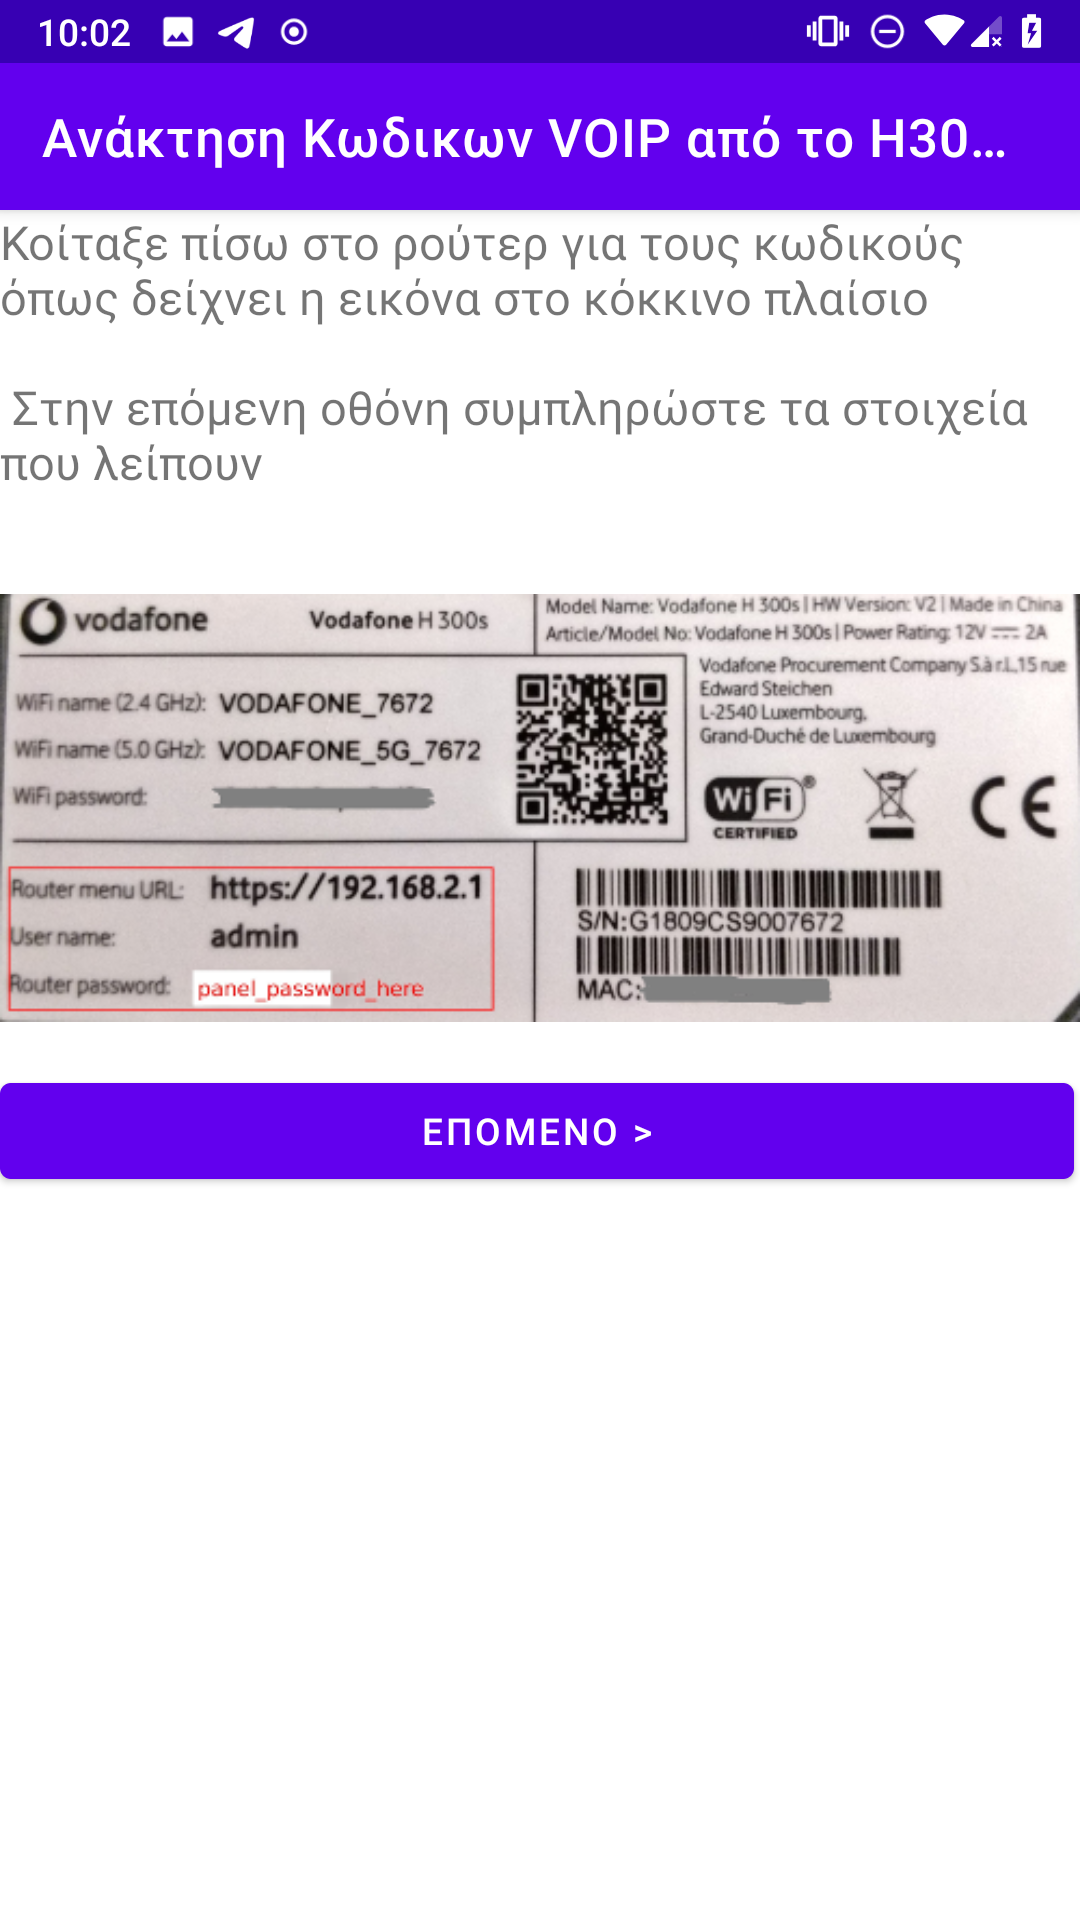 10:02
Ανάκτηση Κωδικων VOIP από το H30...
Κοίταξε πίσω στο ρούτερ για τους κωδικούς
όπως δείχνει η εικόνα στο κόκκινο πλαίσιο
Στην επόμενη οθόνη συμπληρώστε τα στοιχεία
που λείπουν
vodafone
Vodafone H 300s
Model Name: Vodafone H 300s | HW Version: V2 | Made in China
Article/Model No: Vodafone H 300s | Power Rating: 12V 2A
WiFi name (2.4 GHz): VODAFONE_7672
WiFi name (5.0 GHz): VODAFONE_5G_7672
WiFi password:
Vodafone Procurement Company S.à r.l.,15 rue
Edward Steichen
L-2540 Luxembourg,
Grand-Duché de Luxembourg
Wi Fi ®
CERTIFIED
CE
Router menu URL: https://192.168.2.1
User name: admin
Router password: panel_password_here
S/N:G1809CS9007672
MAC:
ΕΠΟΜΕΝΟ >